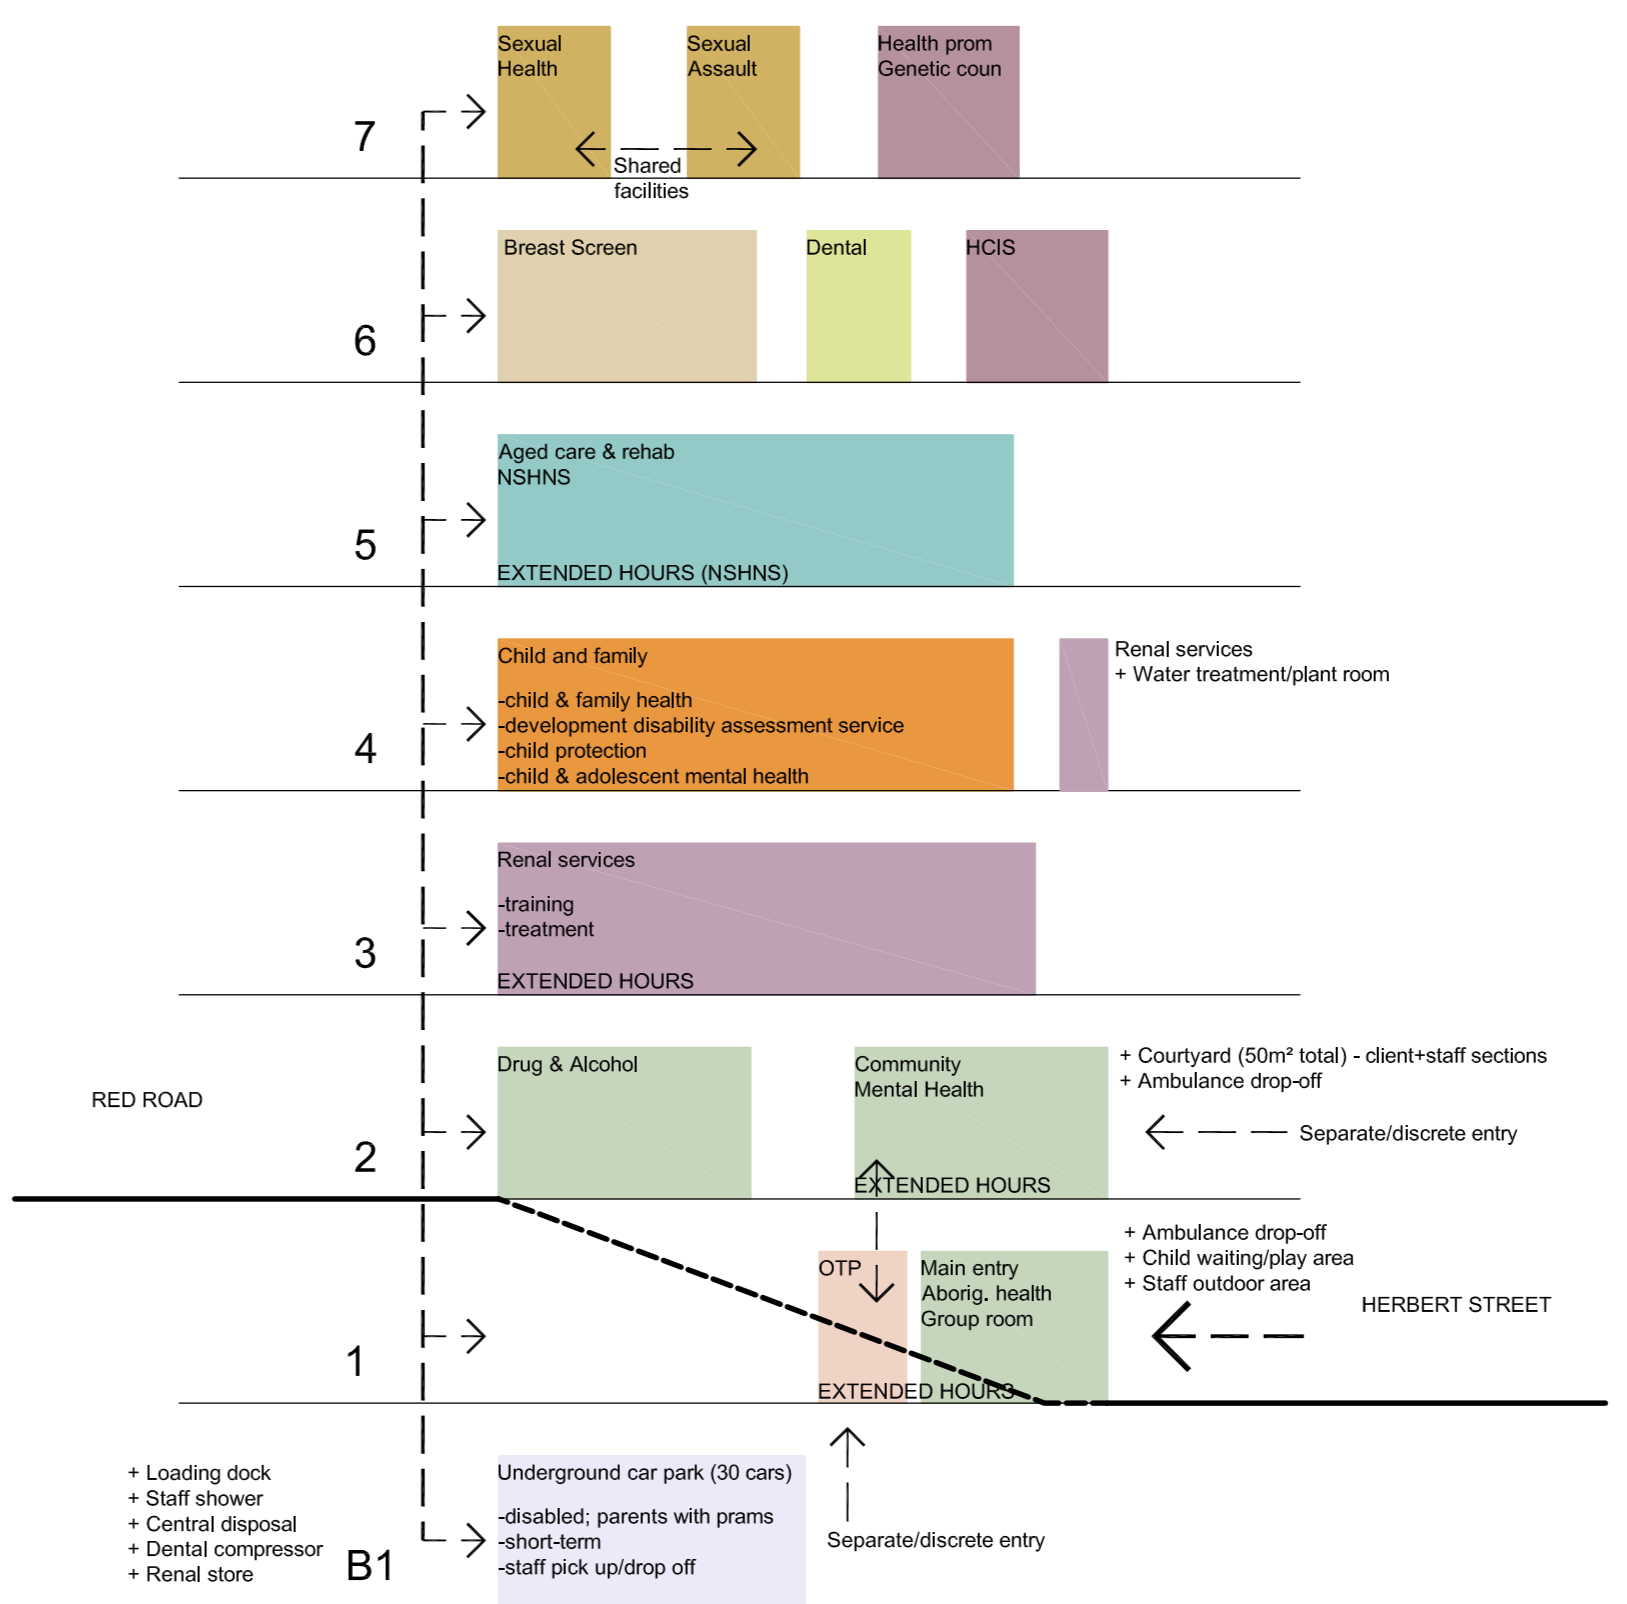 Sexual
Health
Sexual
Assault
Health prom
Genetic coun
7
Shared
facilities
Breast Screen
Dental
HCIS
6
Aged care & rehab
NSHNS
5
EXTENDED HOURS (NSHNS)
Child and family
-child & family health
-development disability assessment service
-child protection
-child & adolescent mental health
Renal services
+ Water treatment/plant room
4
Renal services
-training
-treatment
3
EXTENDED HOURS
RED ROAD
Drug & Alcohol
Community
Mental Health
+ Courtyard (50m² total) - client+staff sections
+ Ambulance drop-off
Separate/discrete entry
2
EXTENDED HOURS
OTP
Main entry
Aborig. health
Group room
+ Ambulance drop-off
+ Child waiting/play area
+ Staff outdoor area
HERBERT STREET
1
EXTENDED HOURS
+ Loading dock
+ Staff shower
+ Central disposal
+ Dental compressor
+ Renal store
B1
Underground car park (30 cars)
-disabled; parents with prams
-short-term
-staff pick up/drop off
Separate/discrete entry